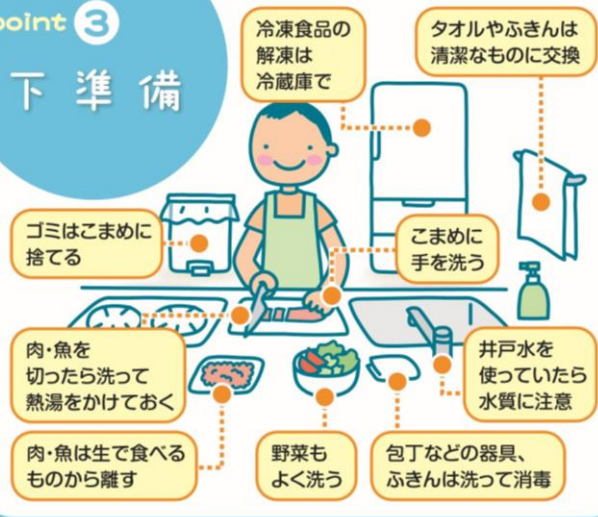 point 3
下準備
冷凍食品の
解凍は
冷蔵庫で
タオルやふきんは
清潔なものに交換
ゴミはこまめに
捨てる
こまめに
手を洗う
肉・魚を
切ったら洗って
熱湯をかけておく
井戸水を
使っていたら
水質に注意
肉・魚は生で食べる
ものから離す
野菜も
よく洗う
包丁などの器具、
ふきんは洗って消毒